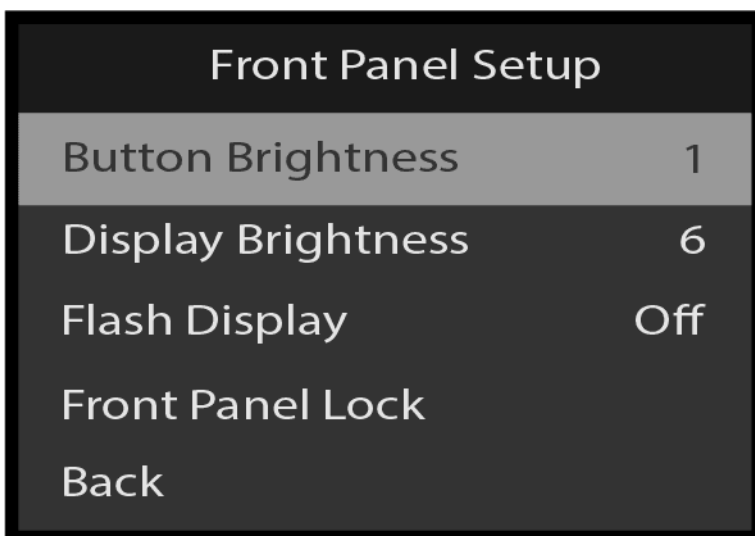 Front Panel Setup
Button Brightness 1
Display Brightness 6
Flash Display Off
Front Panel Lock
Back